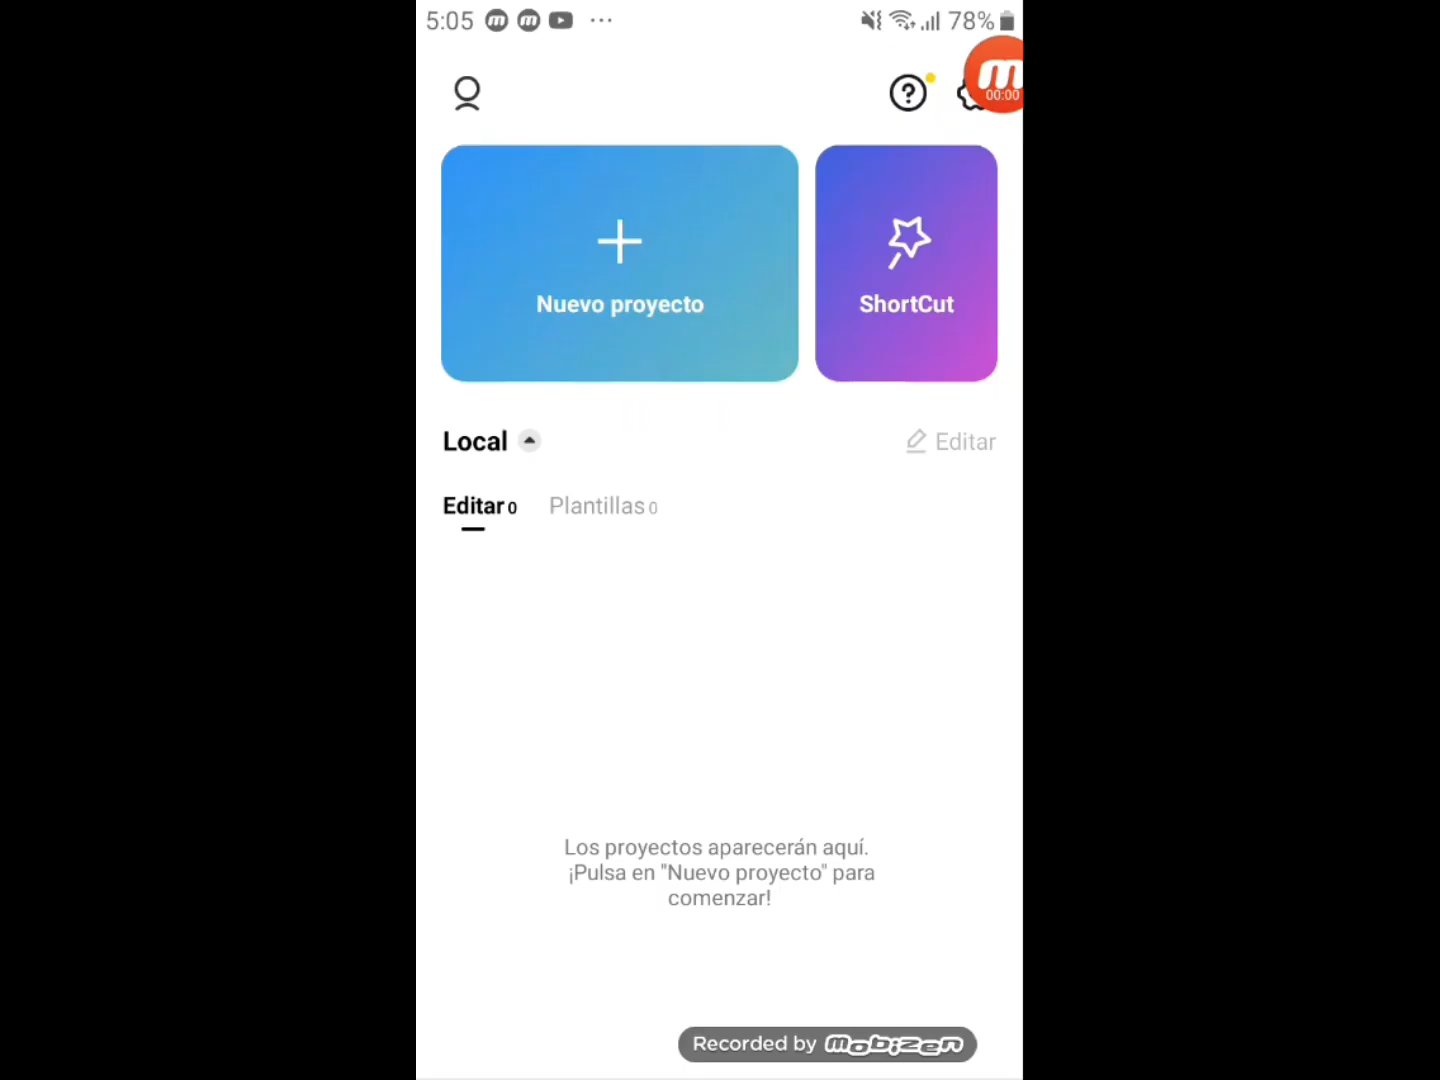 5:05
78%
00:00
Nuevo proyecto
ShortCut
Local
Editar
Editar 0
Plantillas 0
Los proyectos aparecerán aquí.
¡Pulsa en "Nuevo proyecto" para
comenzar!
Recorded by mobizen